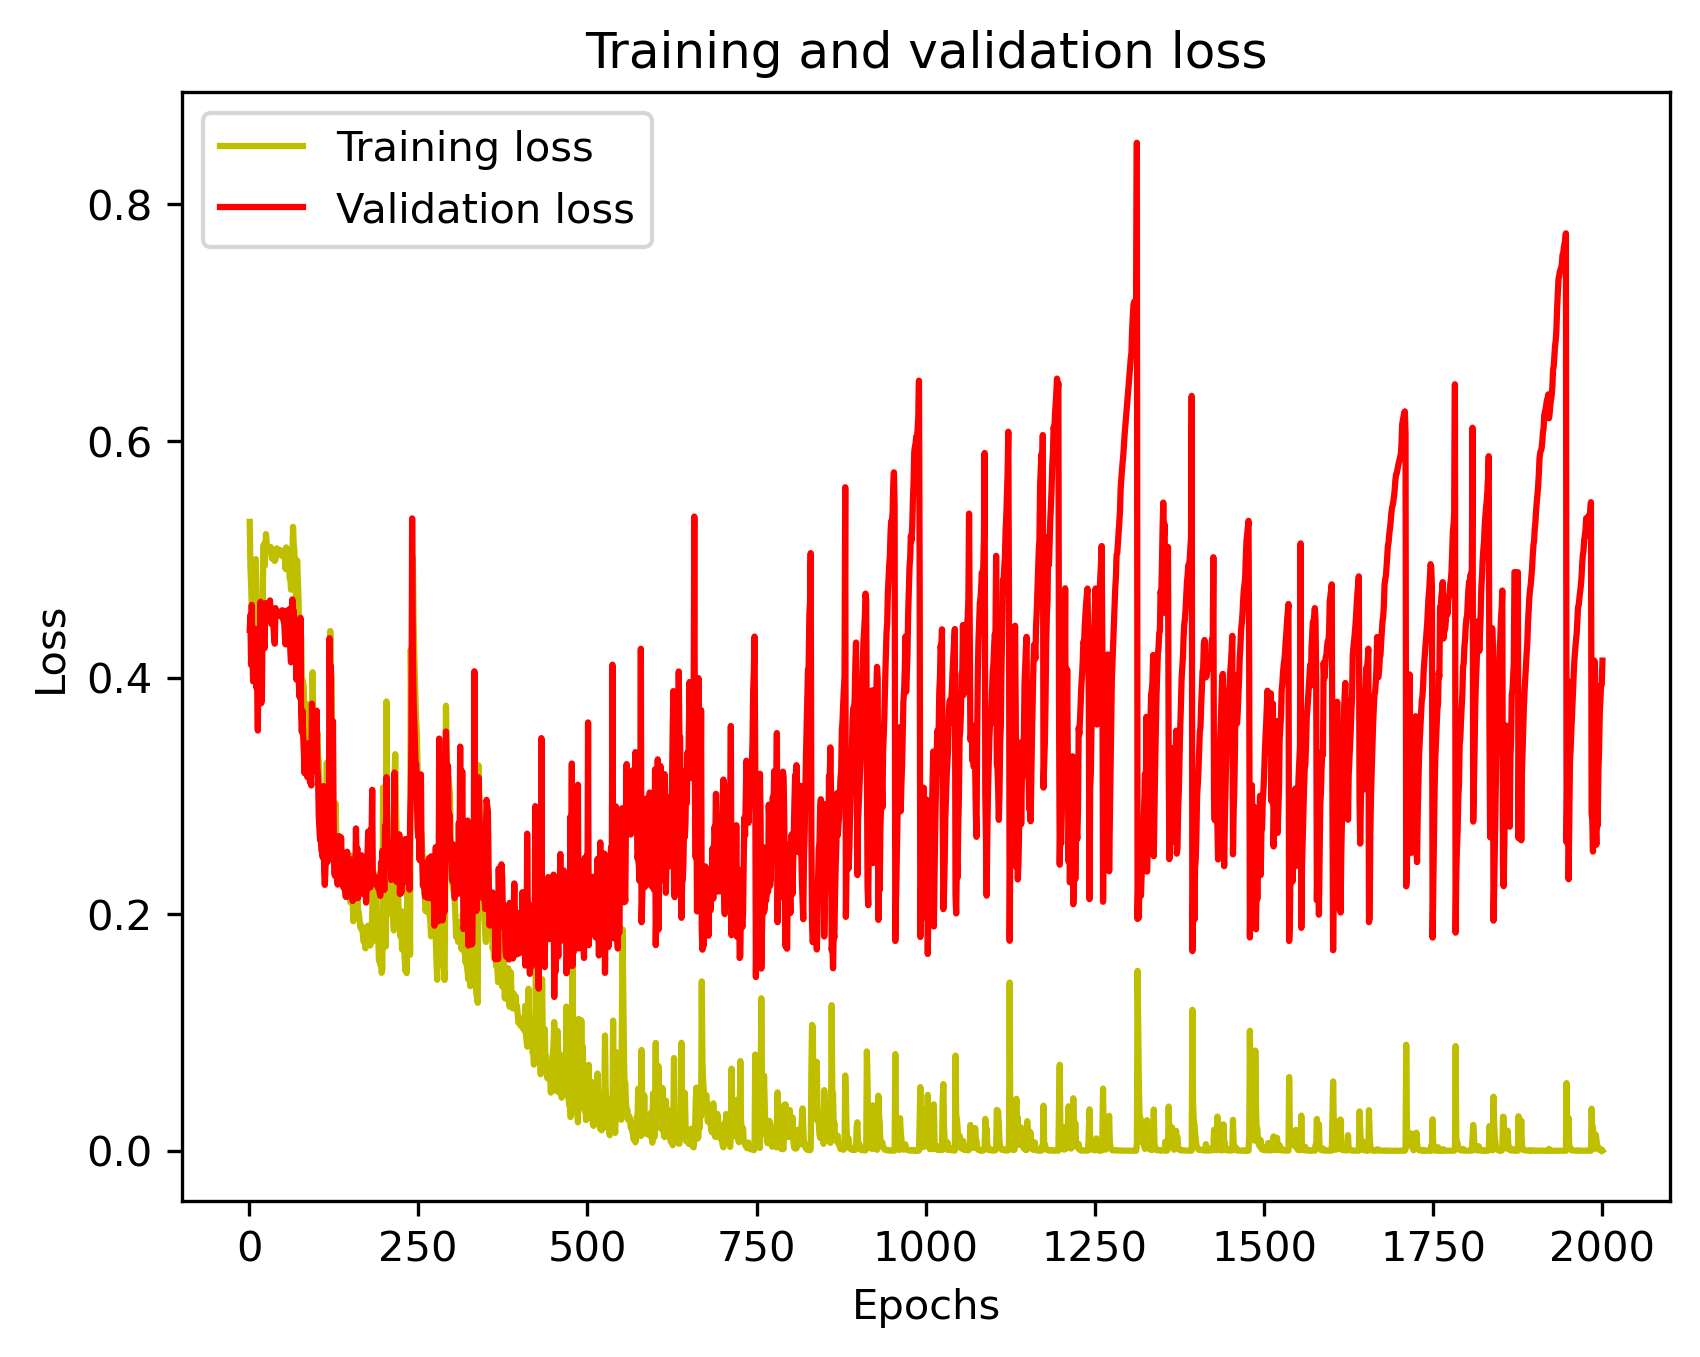 Training and validation loss
Training loss
Validation loss
0.8
0.6
0.4
0.2
0.0
Loss
0 250 500 750 1000 1250 1500 1750 2000
Epochs